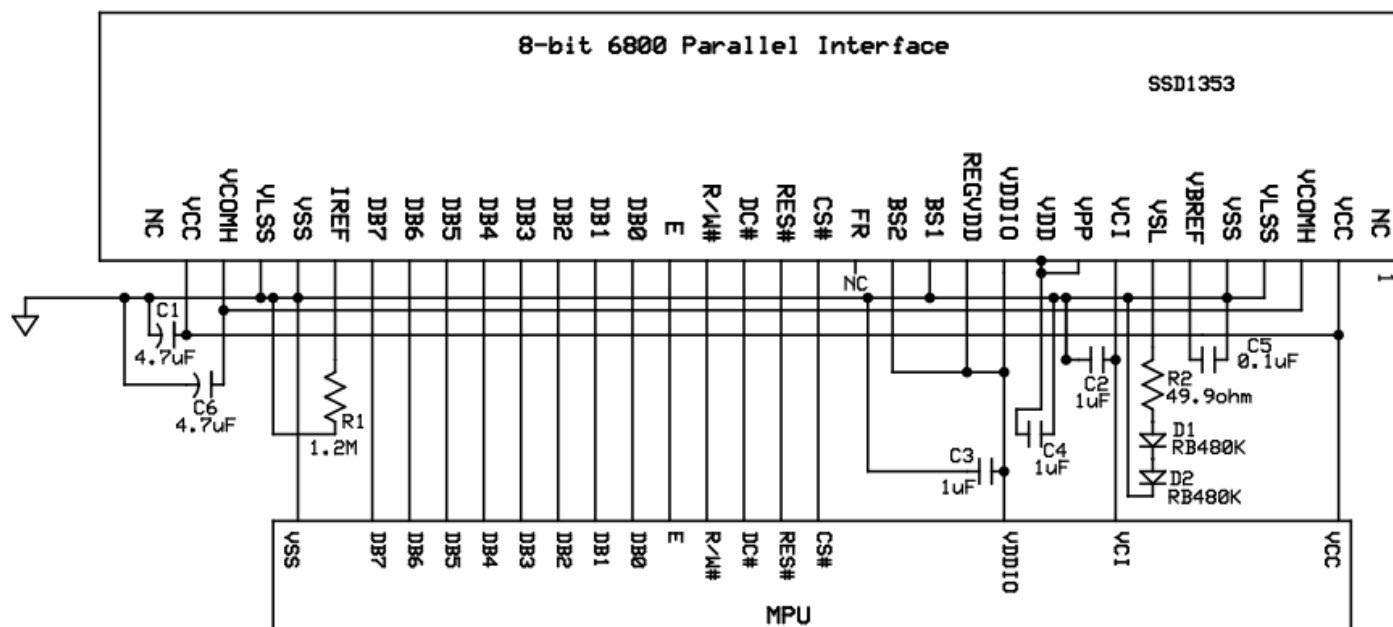 8-bit 6800 Parallel Interface
SSD1353
NC
VCC
VCOMH
VLSS
VSS
IREF
DB7
DB6
DB5
DB4
DB3
DB2
DB1
DB0
E
R/W#
DC#
RES#
CS#
FR
BS2
BS1
REGVDD
VDDIO
VDD
VPP
VCI
VSL
VBREF
VSS
VLSS
VCOMH
VCC
NC
NC
1
C1
4.7uF
C6
4.7uF
R1
1.2M
C3
1uF
C4
1uF
C2
1uF
R2
49.9ohm
C5
0.1uF
D1
RB480K
D2
RB480K
VSS
DB7
DB6
DB5
DB4
DB3
DB2
DB1
DB0
E
R/W#
DC#
RES#
CS#
VDDIO
VCI
VCC
MPU